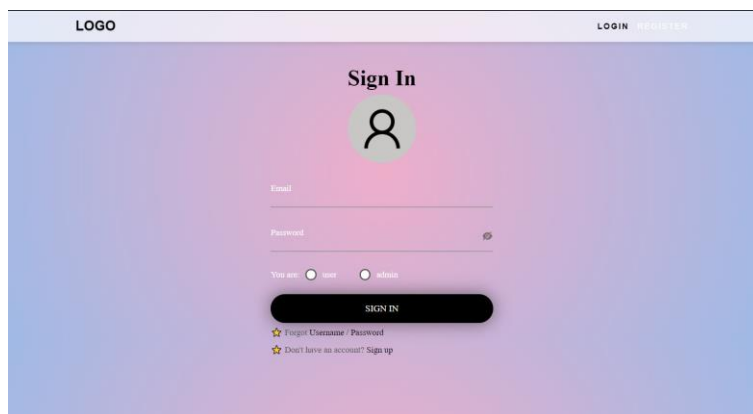 LOGO
LOGIN REGISTER
Sign In
Email
Password
You are: user admin
SIGN IN
Forgot Username / Password
Don't have an account? Sign up